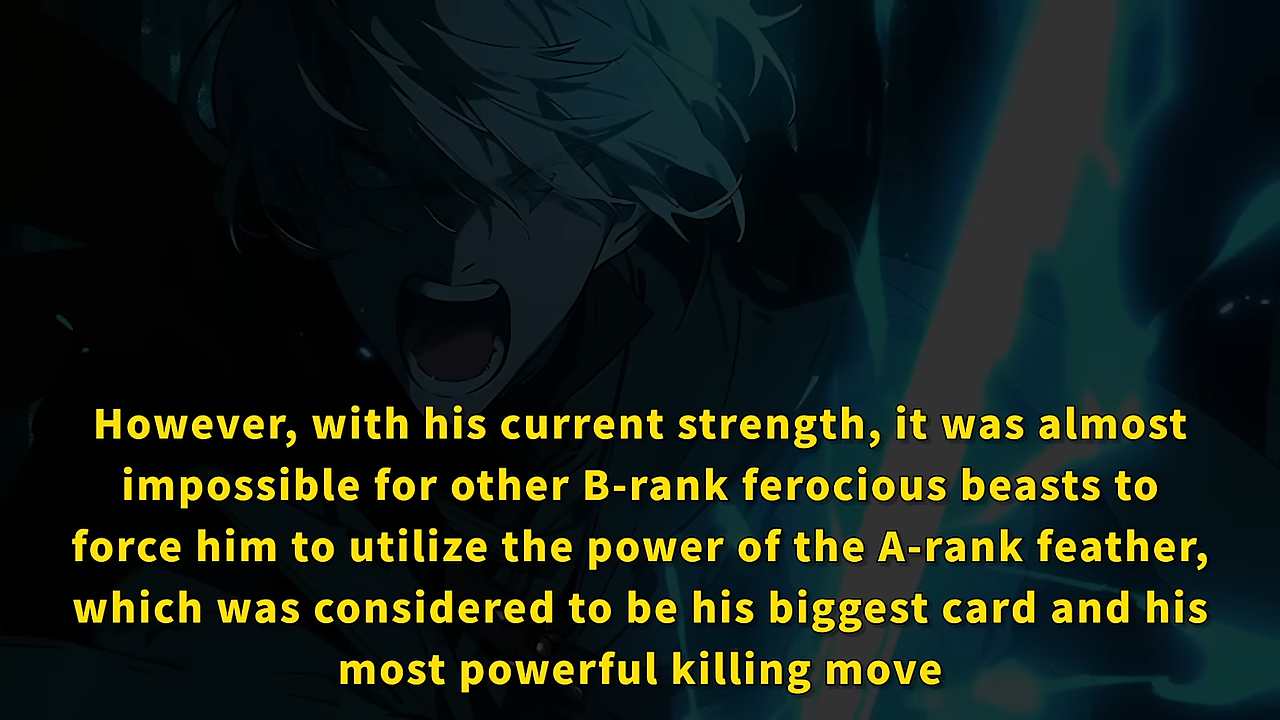 However, with his current strength, it was almost
impossible for other B-rank ferocious beasts to
force him to utilize the power of the A-rank feather,
which was considered to be his biggest card and his
most powerful killing move